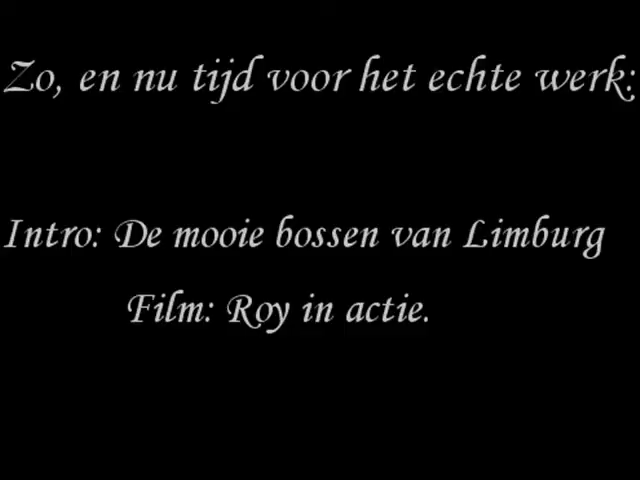 Zo, en nu tijd voor het echte werk:
Intro: De mooie bossen van Limburg
Film: Roy in actie.